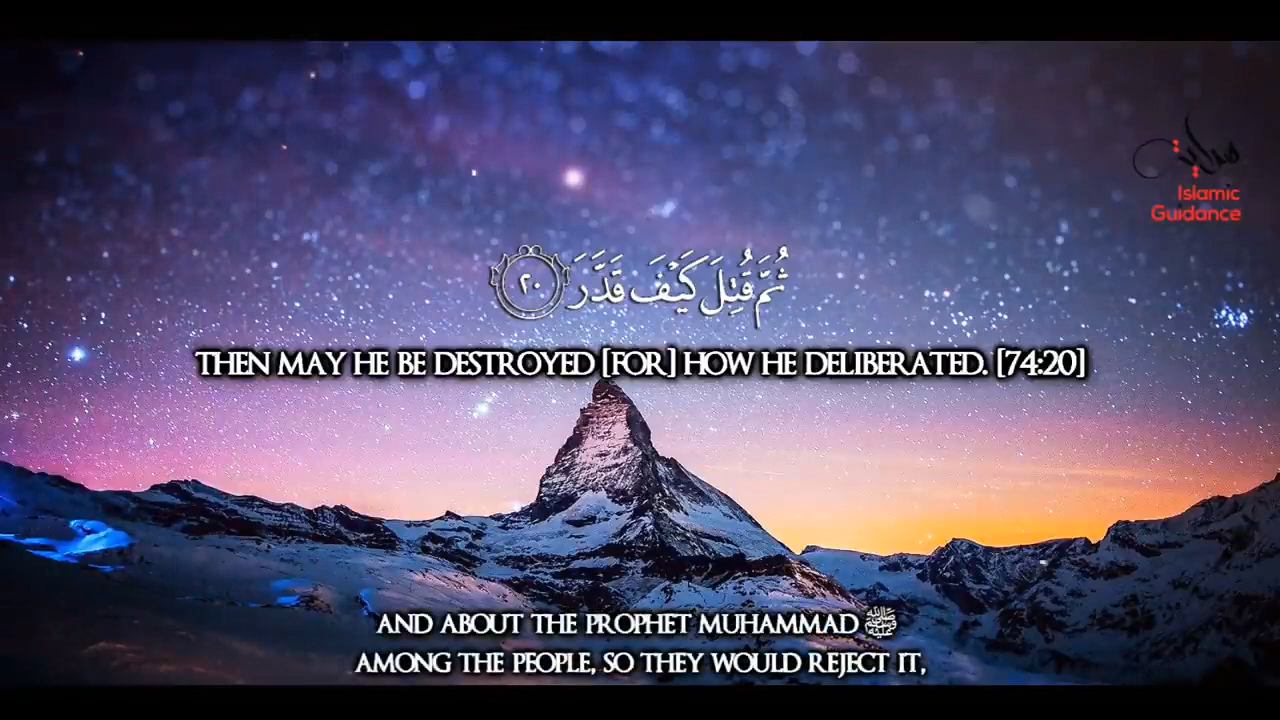 هداية
Islamic
Guidance
ثُمَّ قُتِلَ كَيْفَ قَدَّرَ ٢٠
THEN MAY HE BE DESTROYED [FOR] HOW HE DELIBERATED. [74:20]
AND ABOUT THE PROPHET MUHAMMAD ﷺ
AMONG THE PEOPLE, SO THEY WOULD REJECT IT,